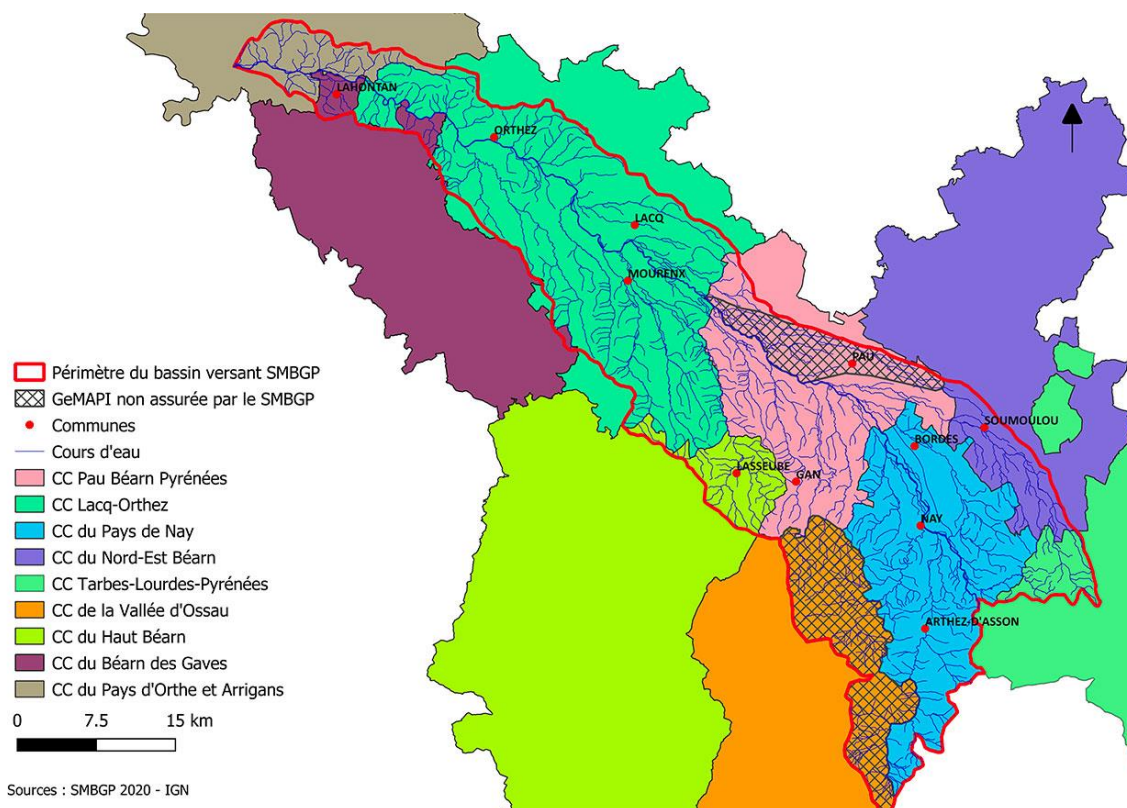 LAHONTAN
ORTHEZ
LACQ
MOURENX
PAU
SOUMOULOU
BORDES
LASSEUBE
GAN
NAY
ARTHEZ-D'ASSON
Périmètre du bassin versant SMBGP
GeMAPI non assurée par le SMBGP
Communes
Cours d'eau
CC Pau Béarn Pyrénées
CC Lacq-Orthez
CC du Pays de Nay
CC du Nord-Est Béarn
CC Tarbes-Lourdes-Pyrénées
CC de la Vallée d'Ossau
CC du Haut Béarn
CC du Béarn des Gaves
CC du Pays d'Orthe et Arrigans
0 7.5 15 km
Sources : SMBGP 2020 - IGN